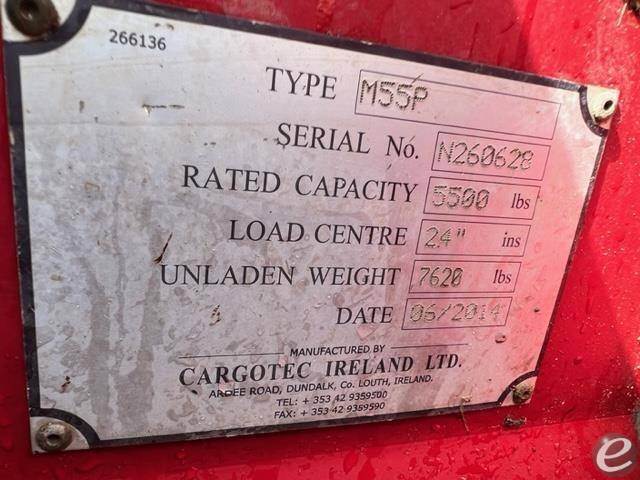 266136
TYPE M55P
SERIAL No. N260628
RATED CAPACITY 5500 lbs
LOAD CENTRE 24" ins
UNLADEN WEIGHT 7620 lbs
DATE 06/2014
MANUFACTURED BY
CARGOTEC IRELAND LTD.
ARDEE ROAD, DUNDALK, Co. LOUTH, IRELAND.
TEL: + 353 42 9359500
FAX: + 353 42 9359590
e